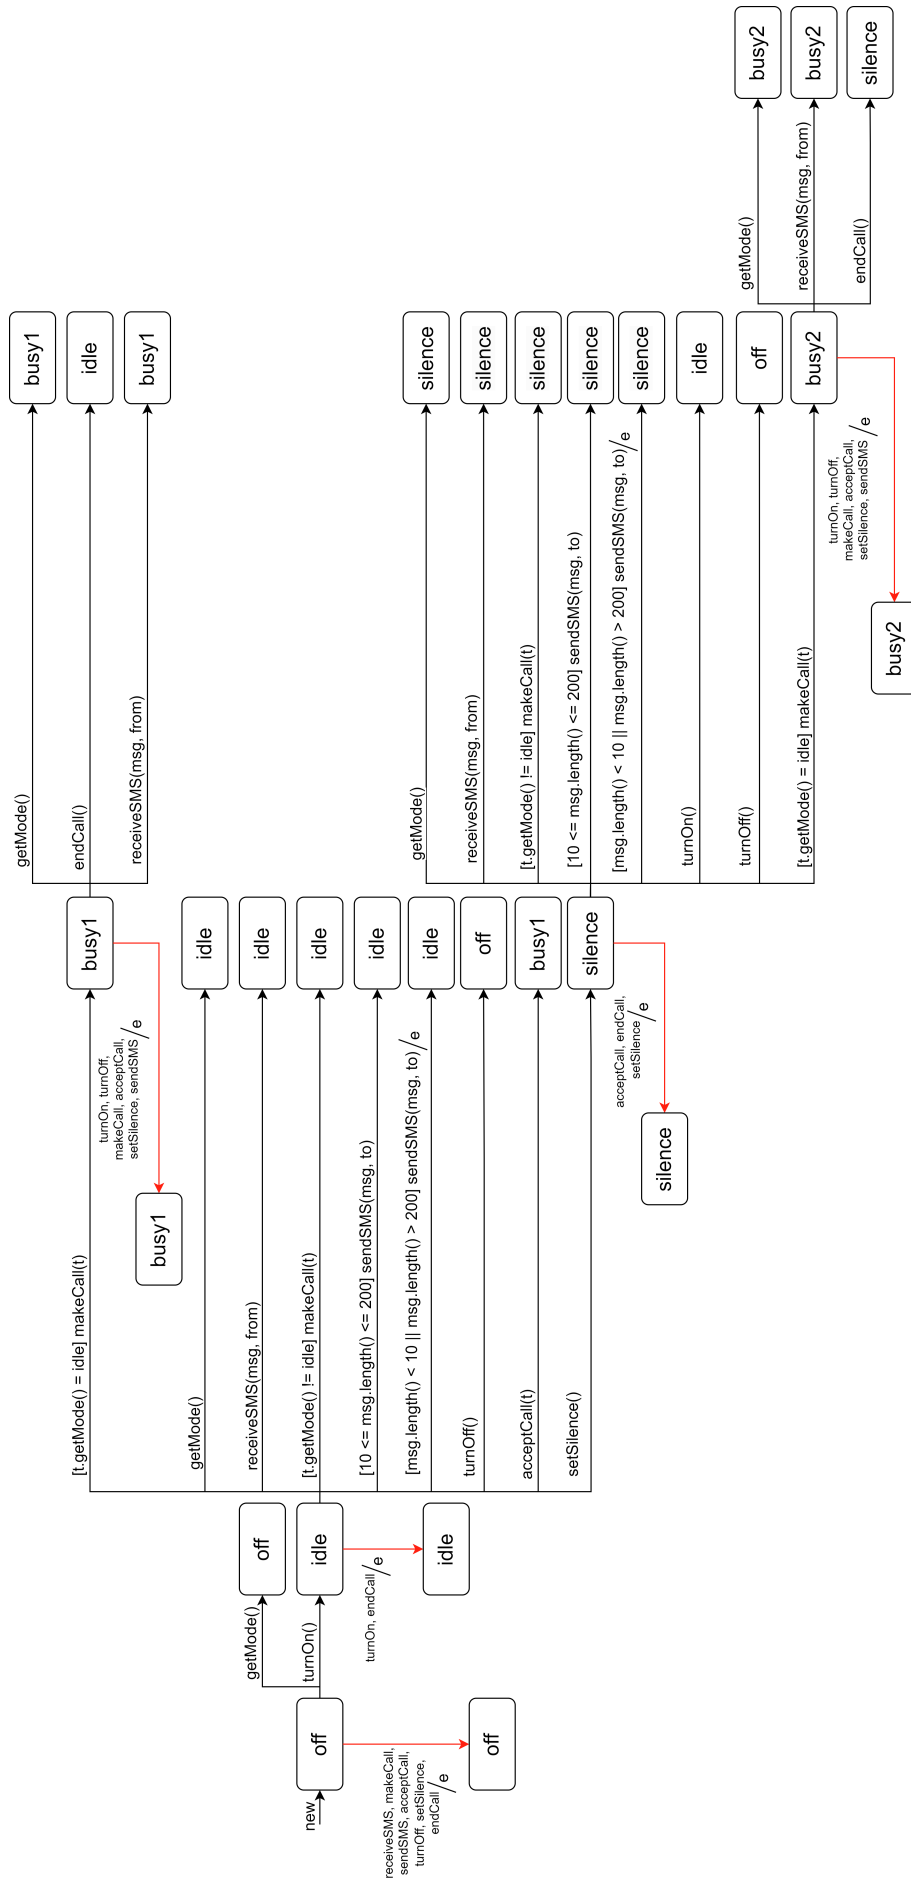 new
off
receiveSMS, makeCall,
sendSMS, acceptCall,
turnOff, setSilence,
endCall/e
off
getMode()
turnOn()
off
idle
turnOn, endCall/e
idle
[t.getMode() = idle] makeCall(t)
getMode()
receiveSMS(msg, from)
[t.getMode() != idle] makeCall(t)
[10 <= msg.length() <= 200] sendSMS(msg, to)
[msg.length() < 10 || msg.length() > 200] sendSMS(msg, to)/e
turnOff()
acceptCall(t)
setSilence()
busy1
idle
idle
idle
idle
idle
off
busy1
silence
turnOn, turnOff,
makeCall, acceptCall,
setSilence, sendSMS/e
busy1
acceptCall, endCall,
setSilence/e
silence
getMode()
endCall()
receiveSMS(msg, from)
busy1
idle
busy1
getMode()
receiveSMS(msg, from)
[t.getMode() != idle] makeCall(t)
[10 <= msg.length() <= 200] sendSMS(msg, to)
[msg.length() < 10 || msg.length() > 200] sendSMS(msg, to)/e
turnOn()
turnOff()
[t.getMode() = idle] makeCall(t)
silence
silence
silence
silence
silence
idle
off
busy2
turnOn, turnOff,
makeCall, acceptCall,
setSilence, sendSMS/e
busy2
getMode()
receiveSMS(msg, from)
endCall()
busy2
busy2
silence